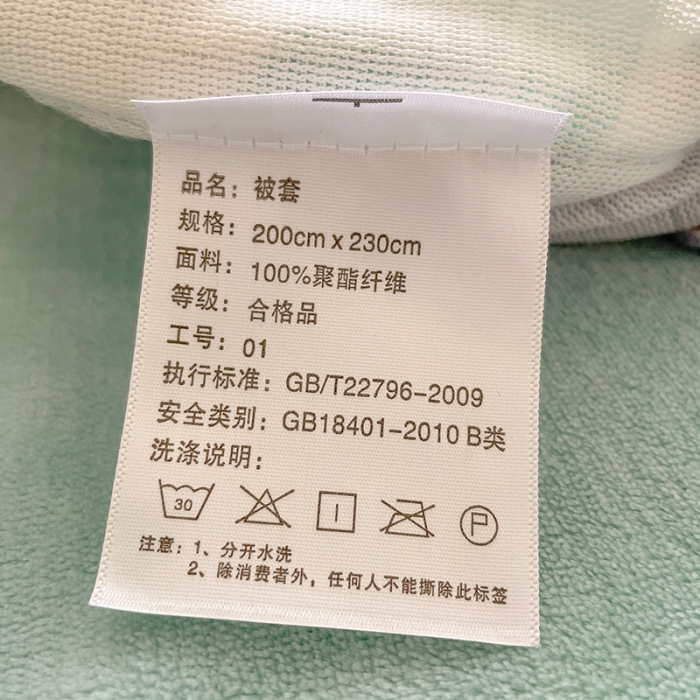 品名：被套
规格：200cm x 230cm
面料：100%聚酯纤维
等级：合格品
工号：01
执行标准：GB/T22796-2009
安全类别：GB18401-2010 B类
洗涤说明：
30
P
注意：1、分开水洗
2、除消费者外，任何人不能撕除此标签